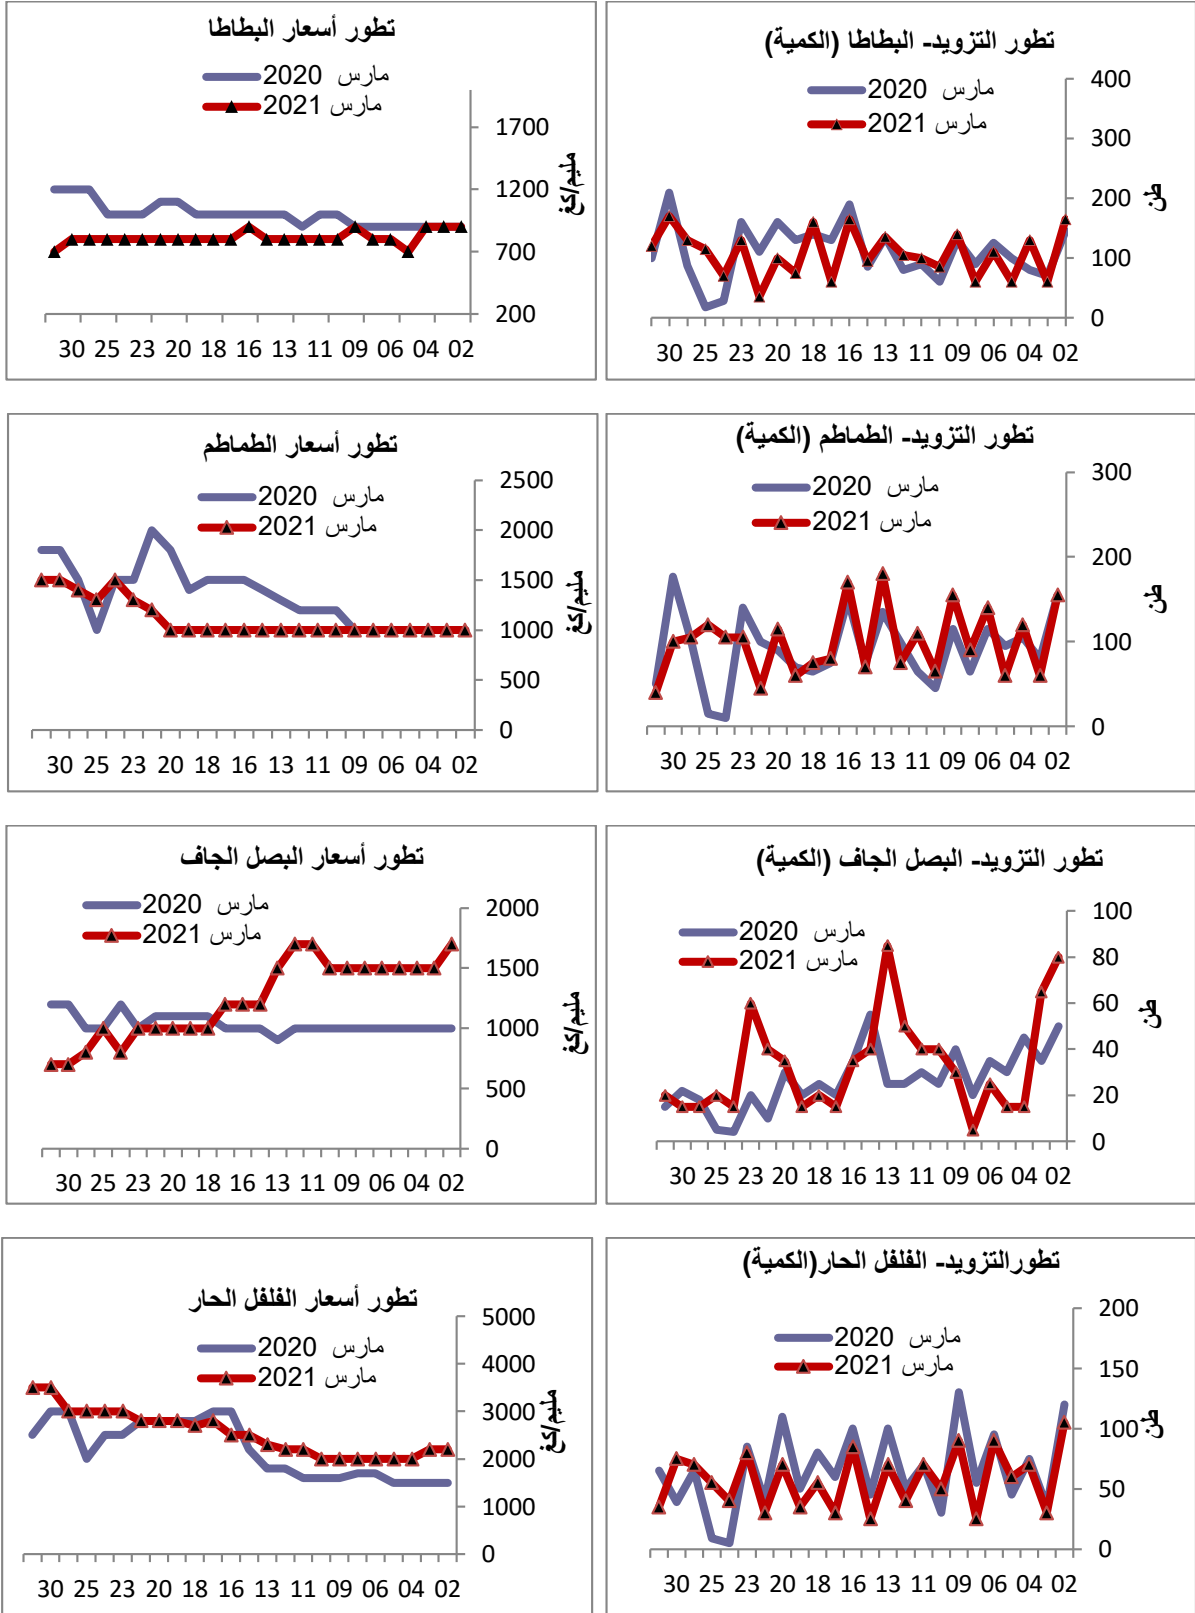 تطور التزويد- البطاطا (الكمية)
مارس 2020
مارس 2021
طن
400
300
200
100
0
02 04 06 09 11 13 16 18 20 23 25 30
تطور أسعار البطاطا
مارس 2020
مارس 2021
مليم/كغ
1700
1200
700
200
02 04 06 09 11 13 16 18 20 23 25 30
تطور التزويد- الطماطم (الكمية)
مارس 2020
مارس 2021
طن
300
200
100
0
02 04 06 09 11 13 16 18 20 23 25 30
تطور أسعار الطماطم
مارس 2020
مارس 2021
مليم/كغ
2500
2000
1500
1000
500
0
02 04 06 09 11 13 16 18 20 23 25 30
تطور التزويد- البصل الجاف (الكمية)
مارس 2020
مارس 2021
طن
100
80
60
40
20
0
02 04 06 09 11 13 16 18 20 23 25 30
تطور أسعار البصل الجاف
مارس 2020
مارس 2021
مليم/كغ
2000
1500
1000
500
0
02 04 06 09 11 13 16 18 20 23 25 30
تطورالتزويد- الفلفل الحار(الكمية)
مارس 2020
مارس 2021
طن
200
150
100
50
0
02 04 06 09 11 13 16 18 20 23 25 30
تطور أسعار الفلفل الحار
مارس 2020
مارس 2021
مليم/كغ
5000
4000
3000
2000
1000
0
02 04 06 09 11 13 16 18 20 23 25 30